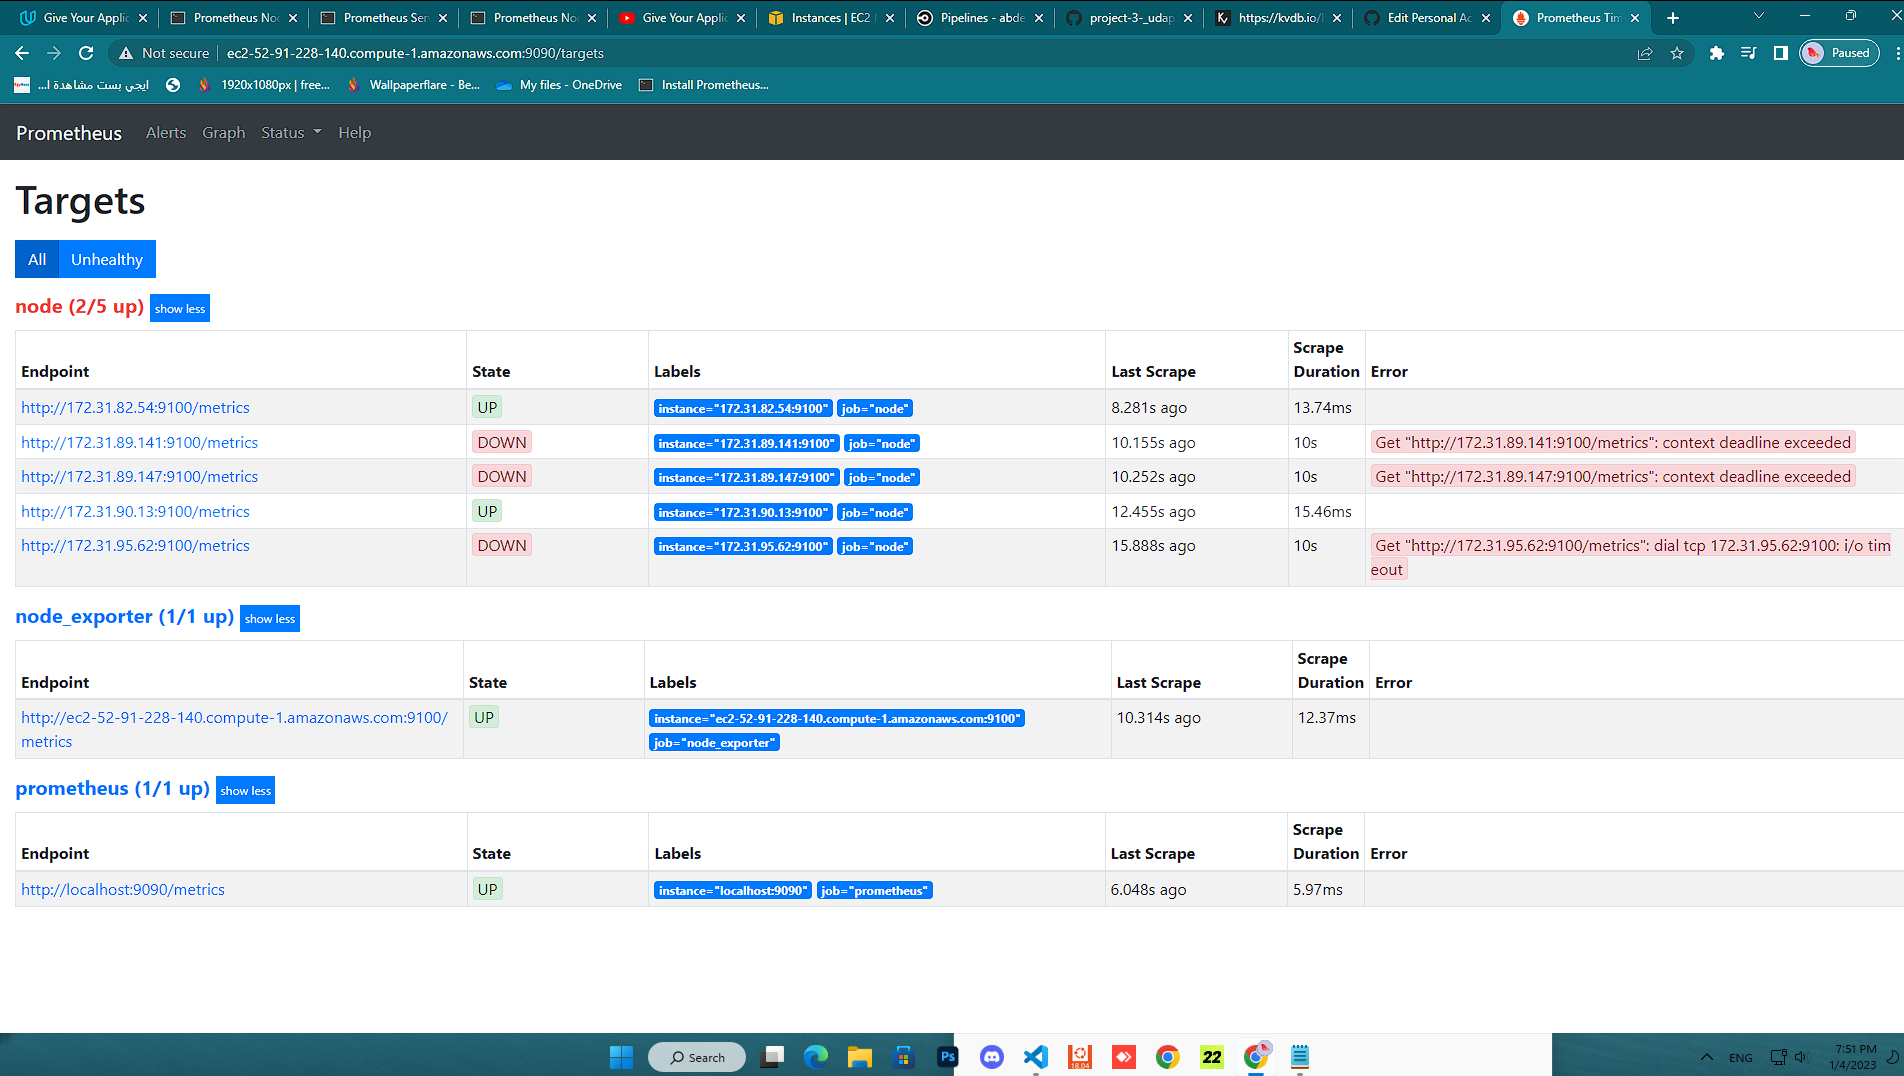 Give Your Applic
Prometheus Noc
Prometheus Serv
Prometheus Noc
Give Your Applic
Instances | EC2 M
Pipelines - abde
project-3-_udap
https://kvdb.io/
Edit Personal Ac
Prometheus Tim
Not secure
ec2-52-91-228-140.compute-1.amazonaws.com:9090/targets
Paused
ايجي بست مشاهدة ا...
1920x1080px | free...
Wallpaperflare - Be...
My files - OneDrive
Install Prometheus...
Prometheus Alerts Graph Status Help
Targets
All Unhealthy
node (2/5 up) show less
Endpoint State Labels Last Scrape Scrape Duration Error
http://172.31.82.54:9100/metrics UP instance="172.31.82.54:9100" job="node" 8.281s ago 13.74ms
http://172.31.89.141:9100/metrics DOWN instance="172.31.89.141:9100" job="node" 10.155s ago 10s Get "http://172.31.89.141:9100/metrics": context deadline exceeded
http://172.31.89.147:9100/metrics DOWN instance="172.31.89.147:9100" job="node" 10.252s ago 10s Get "http://172.31.89.147:9100/metrics": context deadline exceeded
http://172.31.90.13:9100/metrics UP instance="172.31.90.13:9100" job="node" 12.455s ago 15.46ms
http://172.31.95.62:9100/metrics DOWN instance="172.31.95.62:9100" job="node" 15.888s ago 10s Get "http://172.31.95.62:9100/metrics": dial tcp 172.31.95.62:9100: i/o tim
eout
node_exporter (1/1 up) show less
Endpoint State Labels Last Scrape Scrape Duration Error
http://ec2-52-91-228-140.compute-1.amazonaws.com:9100/ UP instance="ec2-52-91-228-140.compute-1.amazonaws.com:9100" 10.314s ago 12.37ms
metrics job="node_exporter"
prometheus (1/1 up) show less
Endpoint State Labels Last Scrape Scrape Duration Error
http://localhost:9090/metrics UP instance="localhost:9090" job="prometheus" 6.048s ago 5.97ms
Search
Ps
18.04
22
ENG
7:51 PM
1/4/2023